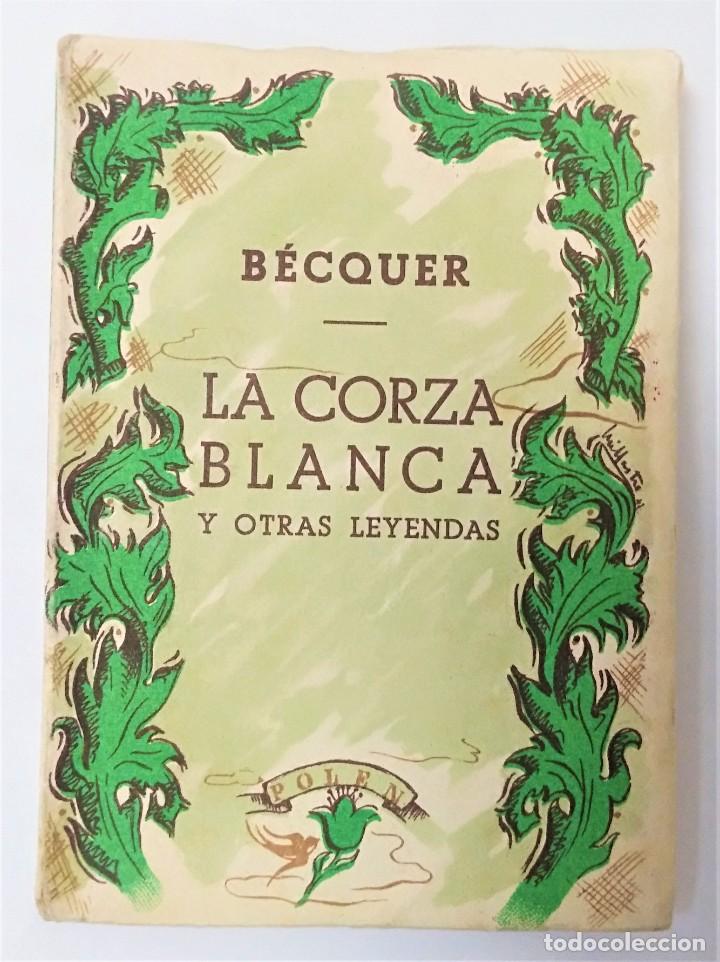 BÉCQUER
LA CORZA
BLANCA
Y OTRAS LEYENDAS
POLEN
todocoleccion